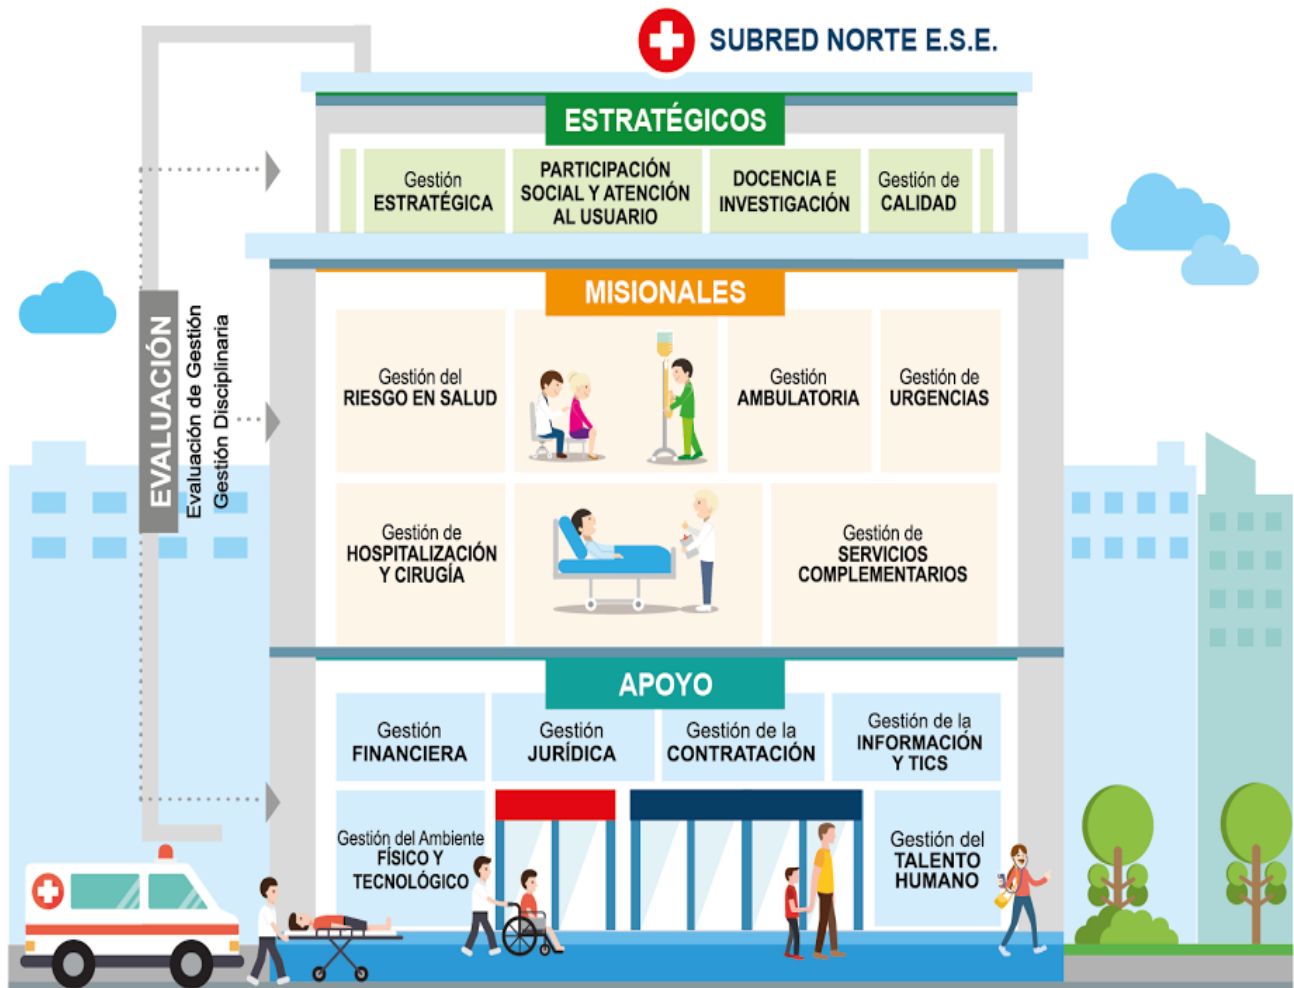 SUBRED NORTE E.S.E.
ESTRATÉGICOS
Gestión
ESTRATÉGICA
PARTICIPACIÓN
SOCIAL Y ATENCIÓN
AL USUARIO
DOCENCIA E
INVESTIGACIÓN
Gestión de
CALIDAD
EVALUACIÓN
Evaluación de Gestión
Gestión Disciplinaria
MISIONALES
Gestión del
RIESGO EN SALUD
Gestión
AMBULATORIA
Gestión de
URGENCIAS
Gestión de
HOSPITALIZACIÓN
Y CIRUGÍA
Gestión de
SERVICIOS
COMPLEMENTARIOS
APOYO
Gestión
FINANCIERA
Gestión
JURÍDICA
Gestión de la
CONTRATACIÓN
Gestión de la
INFORMACIÓN
Y TICS
Gestión del Ambiente
FÍSICO Y
TECNOLÓGICO
Gestión del
TALENTO
HUMANO